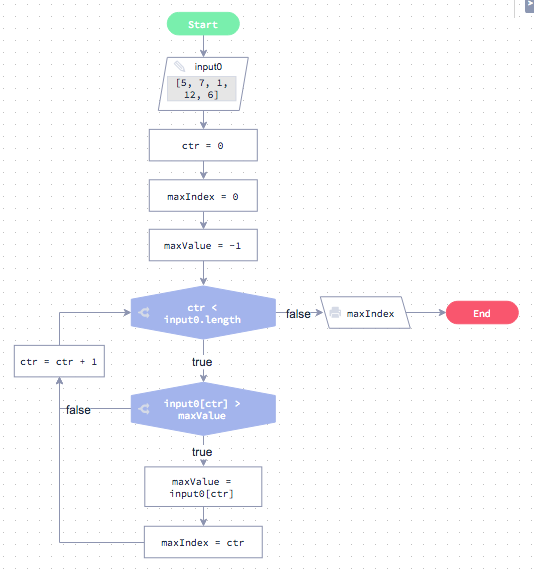 Start
input0
[5, 7, 1,
12, 6]
ctr = 0
maxIndex = 0
maxValue = -1
ctr <
input0.length
false
maxIndex
End
true
ctr = ctr + 1
input0[ctr] >
maxValue
false
true
maxValue =
input0[ctr]
maxIndex = ctr